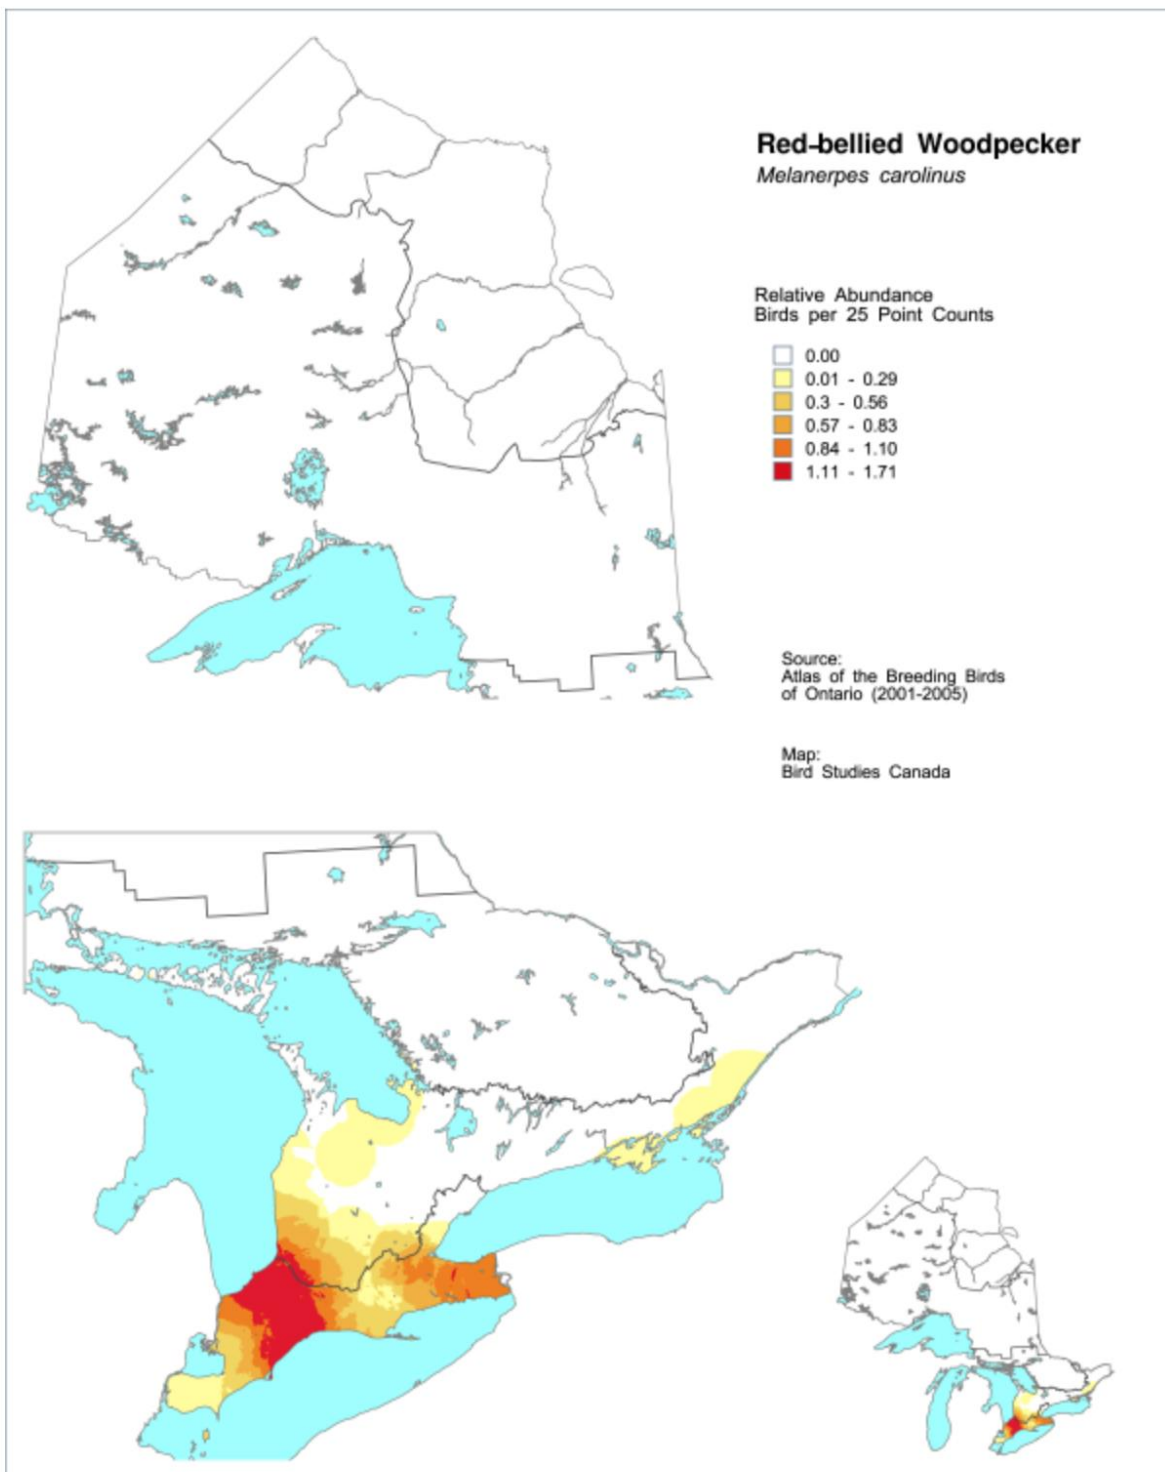 Red-bellied Woodpecker
Melanerpes carolinus
Relative Abundance
Birds per 25 Point Counts
0.00
0.01 - 0.29
0.3 - 0.56
0.57 - 0.83
0.84 - 1.10
1.11 - 1.71
Source:
Atlas of the Breeding Birds
of Ontario (2001-2005)
Map:
Bird Studies Canada